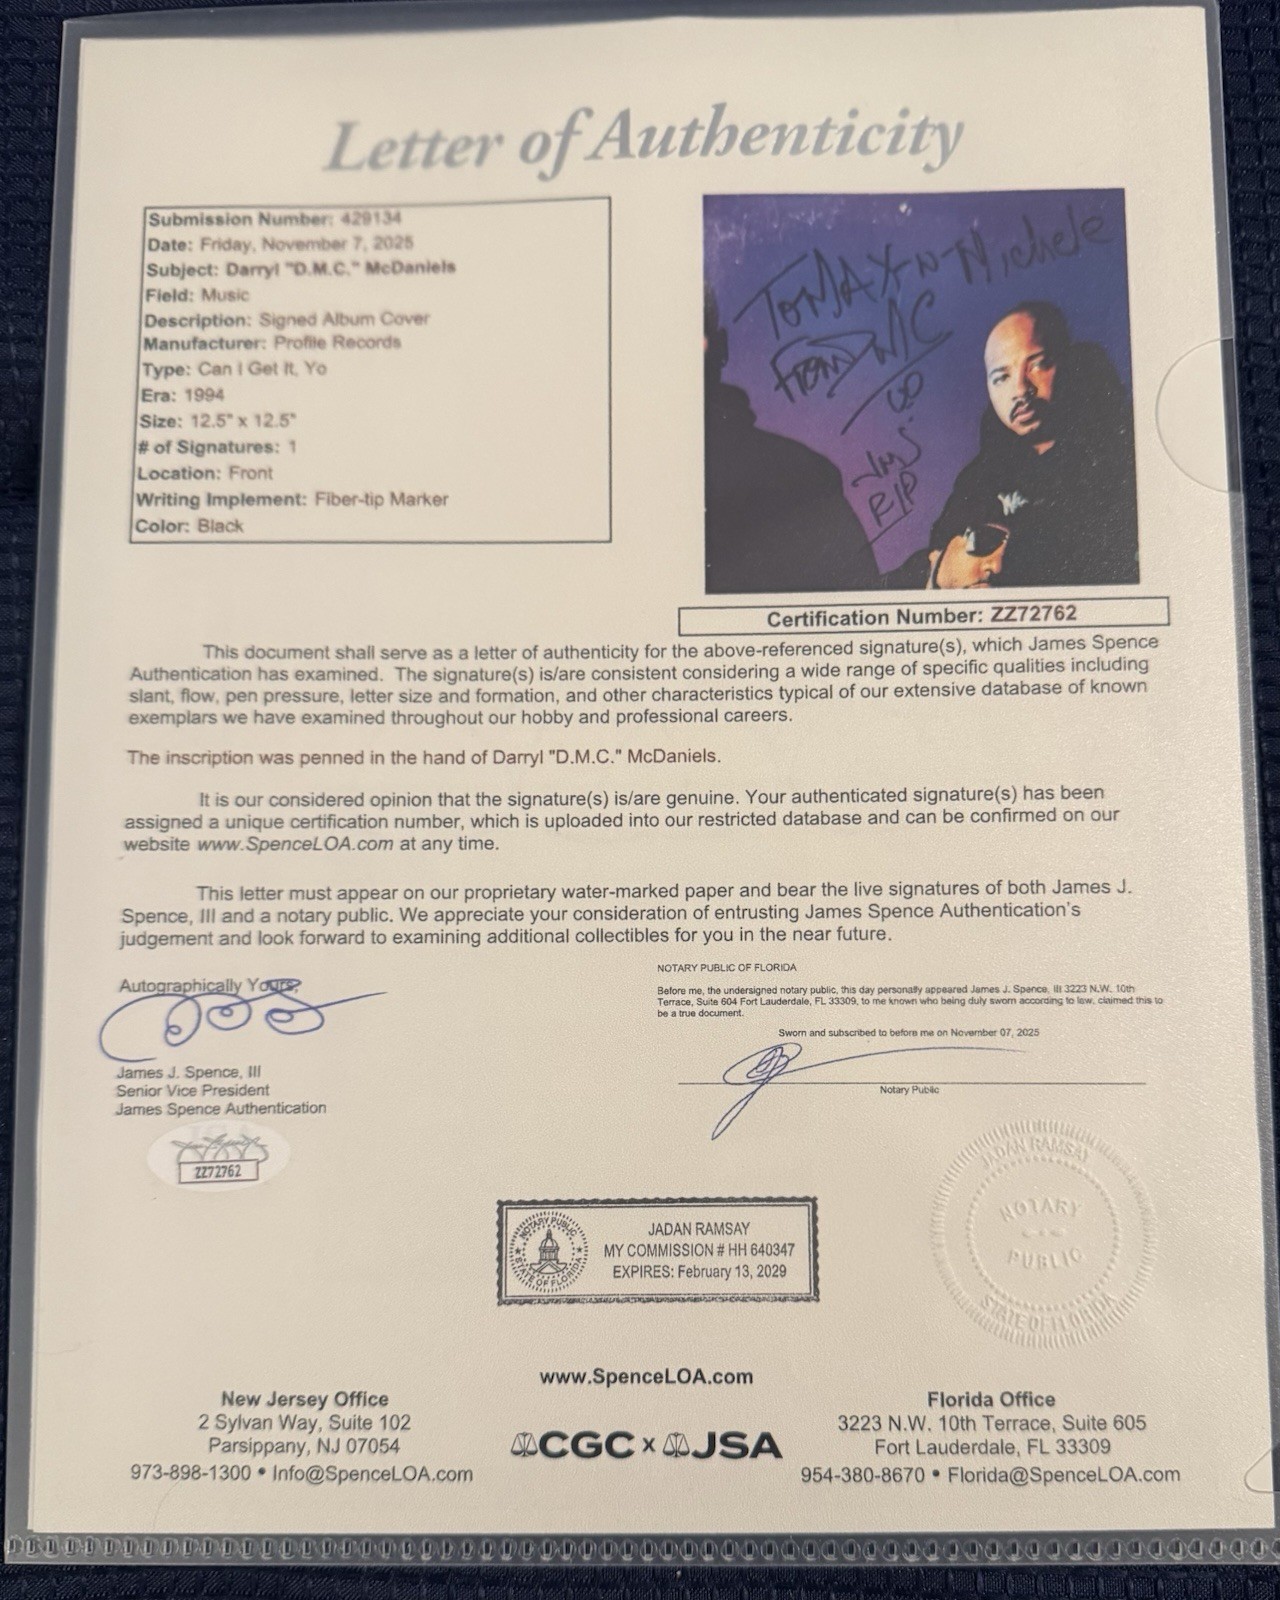 Letter of Authenticity
Submission Number: 429134
Date: Friday, November 7, 2025
Subject: Darryl "D.M.C." McDaniels
Field: Music
Description: Signed Album Cover
Manufacturer: Profile Records
Type: Can I Get It, Yo
Era: 1994
Size: 12.5" x 12.5"
# of Signatures: 1
Location: Front
Writing Implement: Fiber-tip Marker
Color: Black
Michele
From DMC
Jay
RIP
Certification Number: ZZ72762
This document shall serve as a letter of authenticity for the above-referenced signature(s), which James Spence
Authentication has examined. The signature(s) is/are consistent considering a wide range of specific qualities including
slant, flow, pen pressure, letter size and formation, and other characteristics typical of our extensive database of known
exemplars we have examined throughout our hobby and professional careers.
The inscription was penned in the hand of Darryl "D.M.C." McDaniels.
It is our considered opinion that the signature(s) is/are genuine. Your authenticated signature(s) has been
assigned a unique certification number, which is uploaded into our restricted database and can be confirmed on our
website www.SpenceLOA.com at any time.
This letter must appear on our proprietary water-marked paper and bear the live signatures of both James J.
Spence, III and a notary public. We appreciate your consideration of entrusting James Spence Authentication's
judgement and look forward to examining additional collectibles for you in the near future.
Autographically Yours,
James J. Spence, III
Senior Vice President
James Spence Authentication
ZZ72762
NOTARY PUBLIC OF FLORIDA
Before me, the undersigned notary public, this day personally appeared James J. Spence, III 3223 N.W. 10th
Terrace, Suite 604 Fort Lauderdale, FL 33309, to me known who being duly sworn according to law, claimed this to
be a true document.
Sworn and subscribed to before me on November 07, 2025
Notary Public
NOTARY PUBLIC
STATE OF FLORIDA
JADAN RAMSAY
MY COMMISSION # HH 640347
EXPIRES: February 13, 2029
JADAN RAMSAY
NOTARY
PUBLIC
STATE OF FLORIDA
www.SpenceLOA.com
New Jersey Office
2 Sylvan Way, Suite 102
Parsippany, NJ 07054
973-898-1300 • Info@SpenceLOA.com
CGC x JSA
Florida Office
3223 N.W. 10th Terrace, Suite 605
Fort Lauderdale, FL 33309
954-380-8670 • Florida@SpenceLOA.com